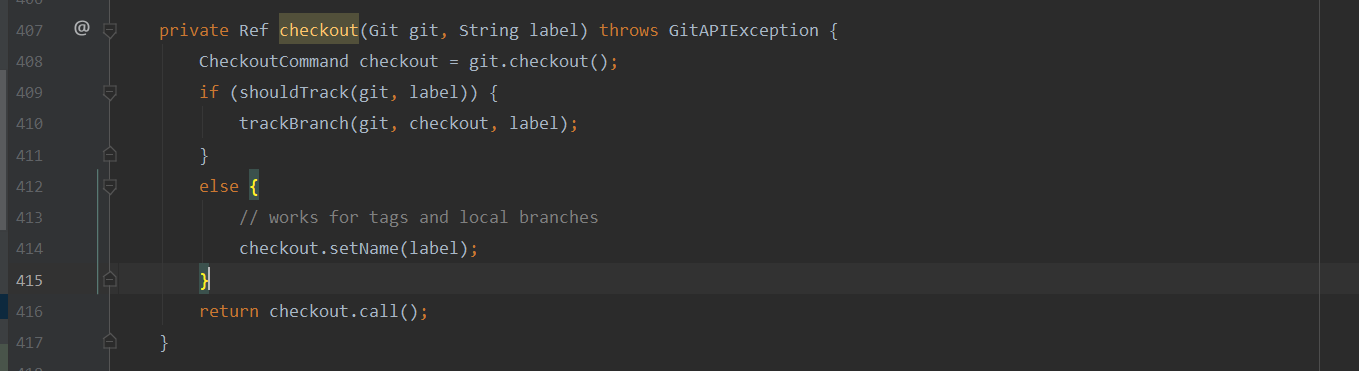 407 @ private Ref checkout(Git git, String label) throws GitAPIException {
408 CheckoutCommand checkout = git.checkout();
409 if (shouldTrack(git, label)) {
410 trackBranch(git, checkout, label);
411 }
412 else {
413 // works for tags and local branches
414 checkout.setName(label);
415 }
416 return checkout.call();
417 }